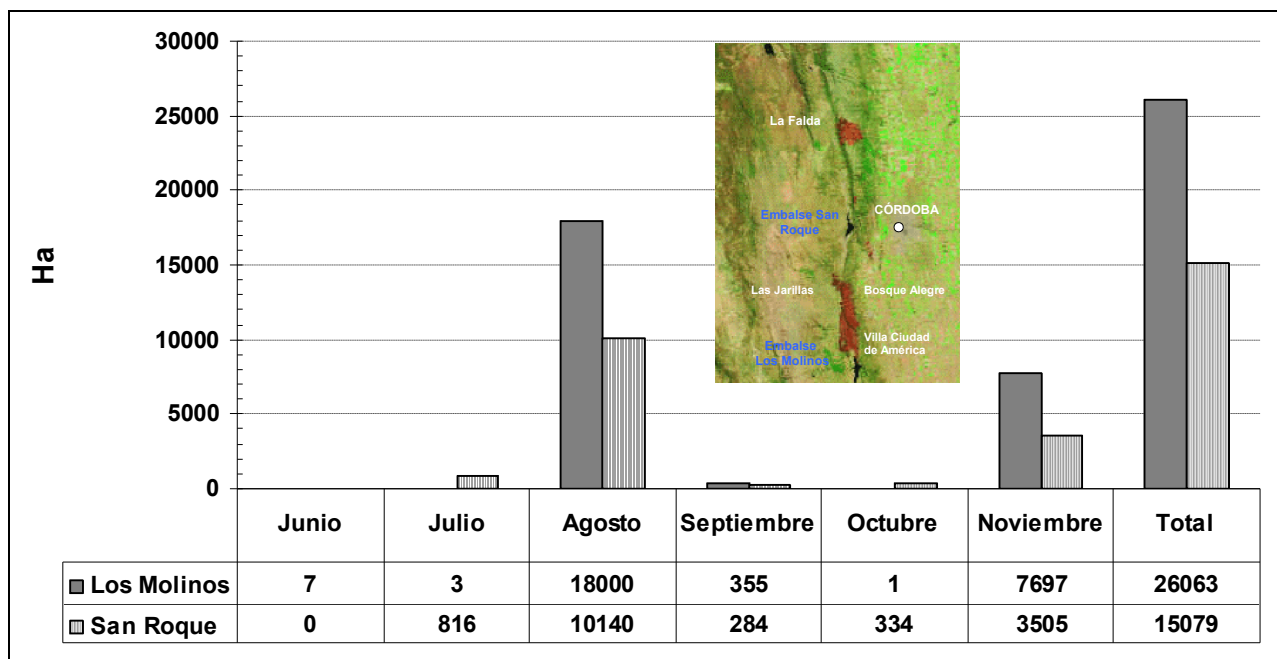 30000
25000
20000
15000
10000
5000
0
Ha
La Falda
Embalse San
Roque
CÓRDOBA
Las Jarillas
Bosque Alegre
Embalse
Los Molinos
Villa Ciudad
de América
Junio Julio Agosto Septiembre Octubre Noviembre Total
Los Molinos 7 3 18000 355 1 7697 26063
San Roque 0 816 10140 284 334 3505 15079